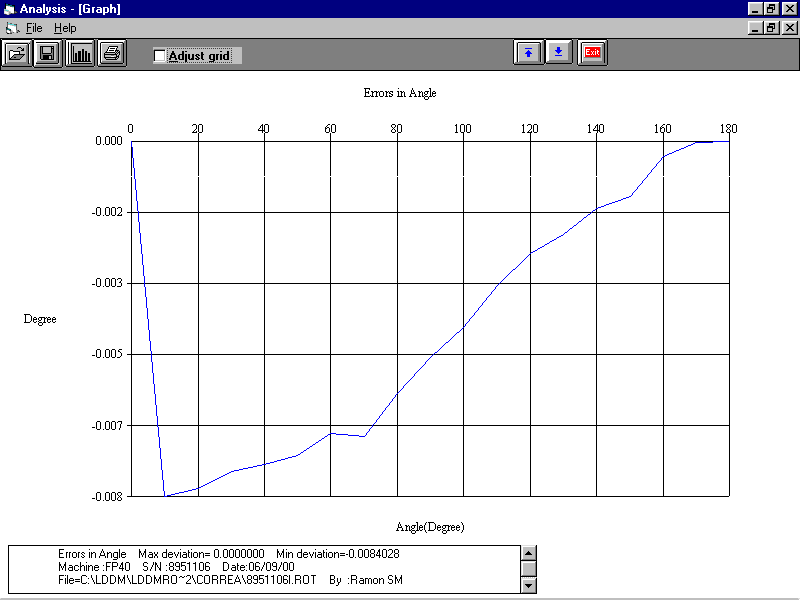 Analysis - [Graph]
File Help
Adjust grid
Exit
Errors in Angle
0 20 40 60 80 100 120 140 160 180
0.000
-0.002
-0.003
Degree
-0.005
-0.007
-0.008
Angle(Degree)
Errors in Angle Max deviation= 0.0000000 Min deviation=-0.0084028
Machine :FP40 S/N :8951106 Date:06/09/00
File=C:\LDDM\LDDMRO~2\CORREA\8951106I.ROT By :Ramon SM